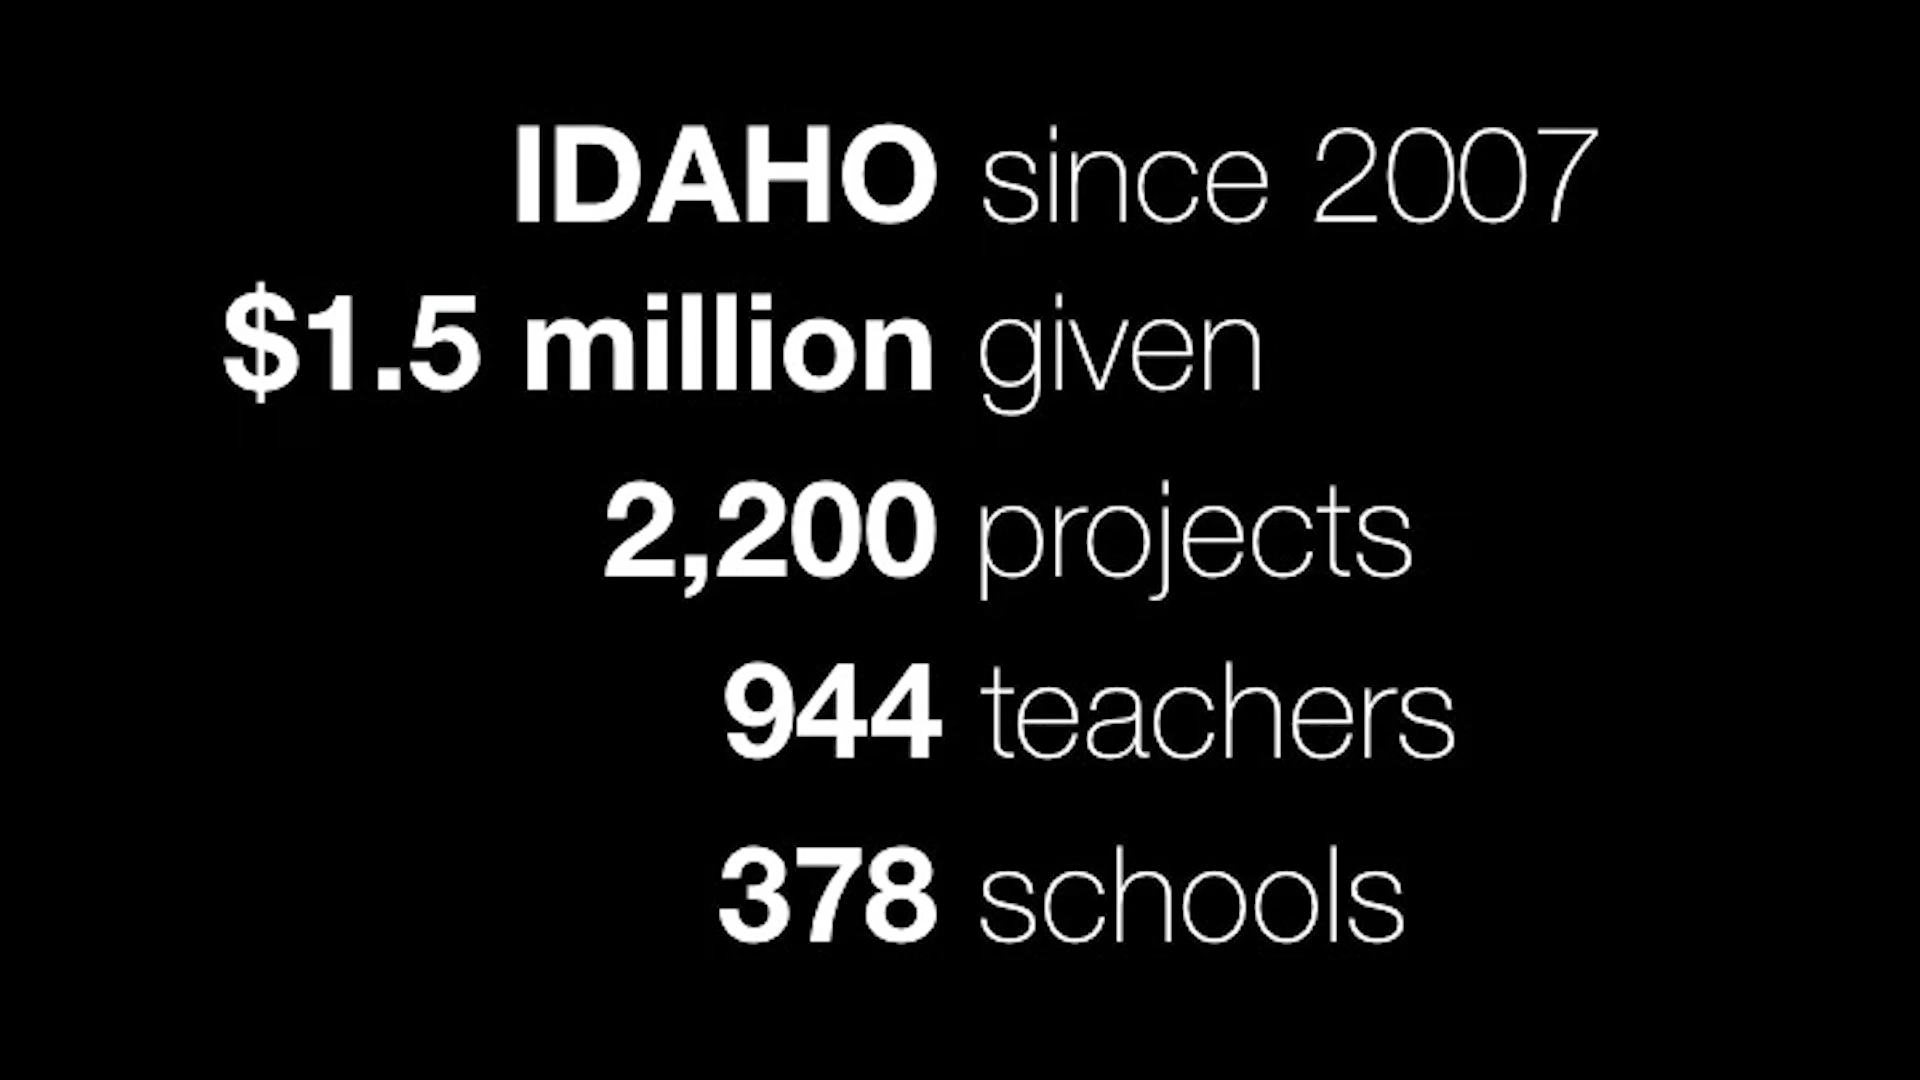 IDAHO since 2007
$1.5 million given
2,200 projects
944 teachers
378 schools